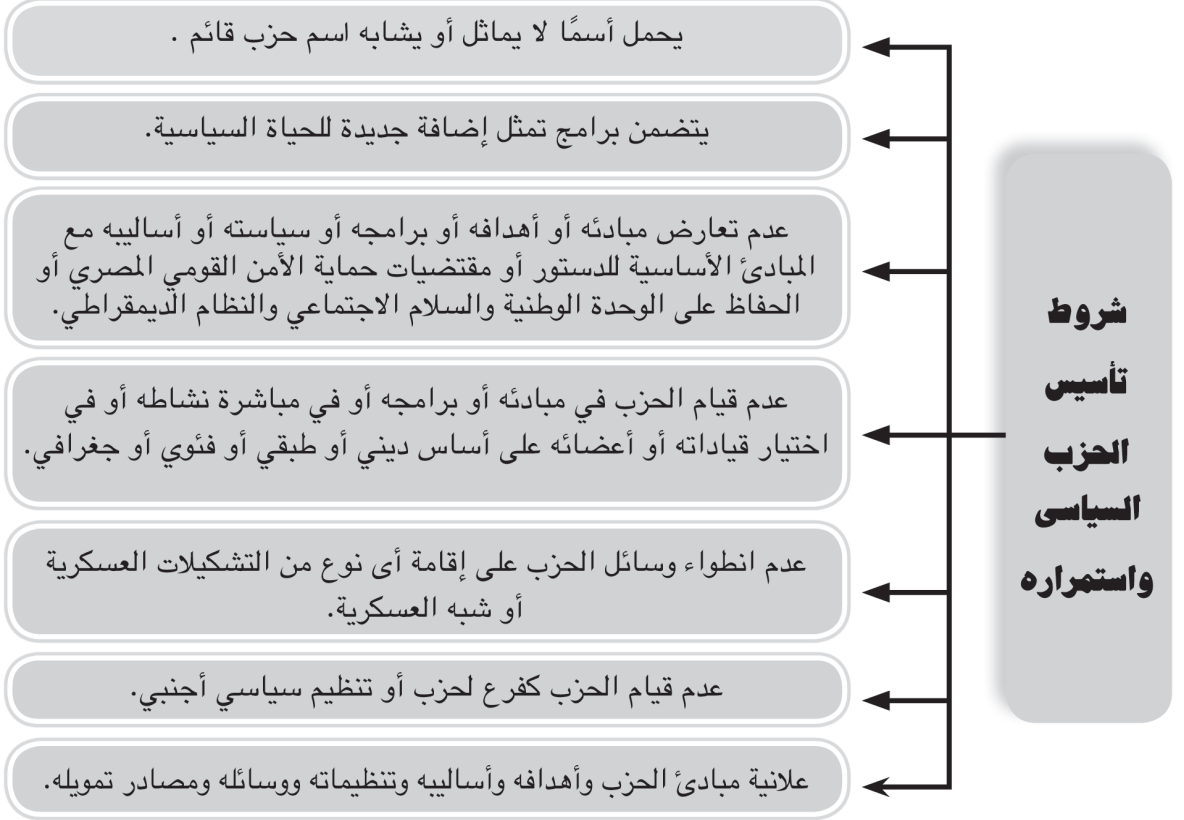 شروط
تأسيس
الحزب
السياسى
واستمراره
يحمل أسمًا لا يماثل أو يشابه اسم حزب قائم .
يتضمن برامج تمثل إضافة جديدة للحياة السياسية.
عدم تعارض مبادئه أو أهدافه أو برامجه أو سياسته أو أساليبه مع
المبادئ الأساسية للدستور أو مقتضيات حماية الأمن القومي المصري أو
الحفاظ على الوحدة الوطنية والسلام الاجتماعي والنظام الديمقراطي.
عدم قيام الحزب في مبادئه أو برامجه أو في مباشرة نشاطه أو في
اختيار قياداته أو أعضائه على أساس ديني أو طبقي أو فئوي أو جغرافي.
عدم انطواء وسائل الحزب على إقامة أى نوع من التشكيلات العسكرية
أو شبه العسكرية.
عدم قيام الحزب كفرع لحزب أو تنظيم سياسي أجنبي.
علانية مبادئ الحزب وأهدافه وأساليبه وتنظيماته ووسائله ومصادر تمويله.